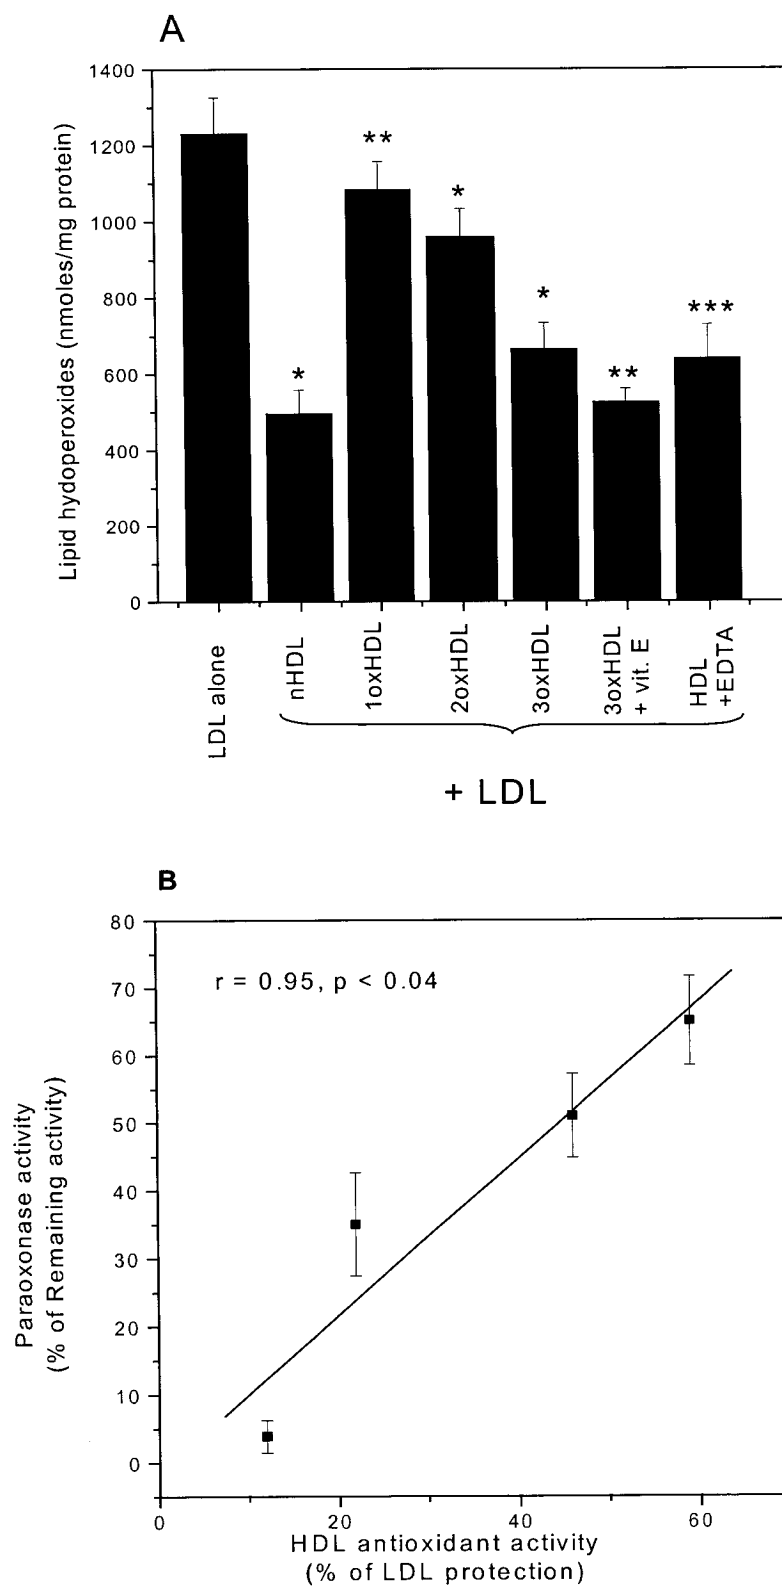 A
Lipid hydoperoxides (nmoles/mg protein)
1400
1200
1000
800
600
400
200
0
*
**
*
*
**
***
LDL alone
nHDL
1oxHDL
2oxHDL
3oxHDL
3oxHDL
+ vit. E
HDL
+EDTA
+ LDL
B
Paraoxonase activity
(% of Remaining activity)
80
70
60
50
40
30
20
10
0
r = 0.95, p < 0.04
0
20
40
60
HDL antioxidant activity
(% of LDL protection)